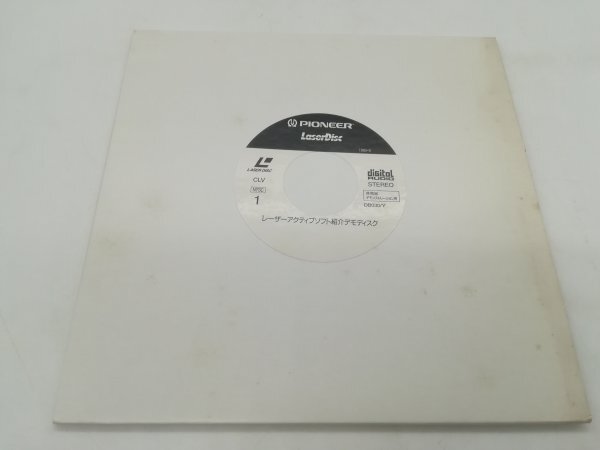 PIONEER
LaserDisc
LASER DISC
CLV
NTSC
1
digital
AUDIO
STEREO
レーザーアクティブソフト紹介デモディスク